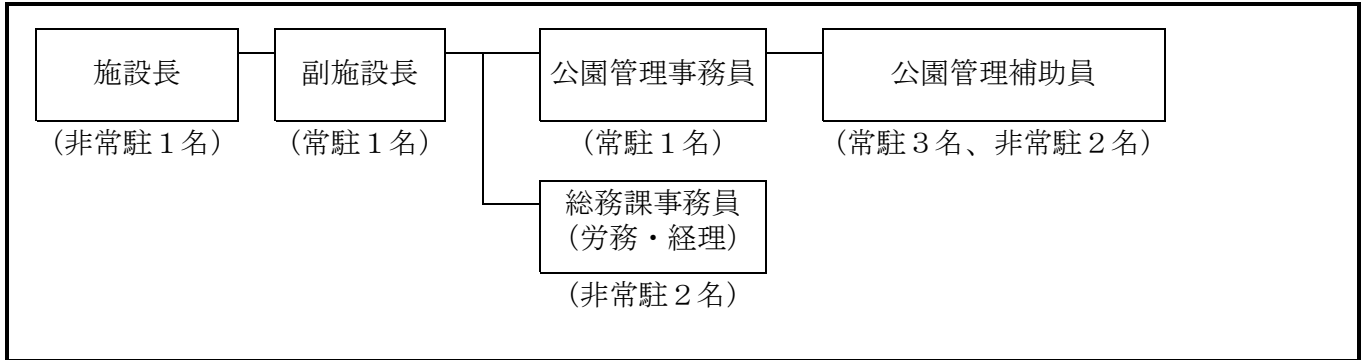 施設長
副施設長
公園管理事務員
公園管理補助員
(非常駐１名)
(常駐１名)
(常駐１名)
(常駐３名、非常駐２名)
総務課事務員
(労務・経理)
(非常駐２名)